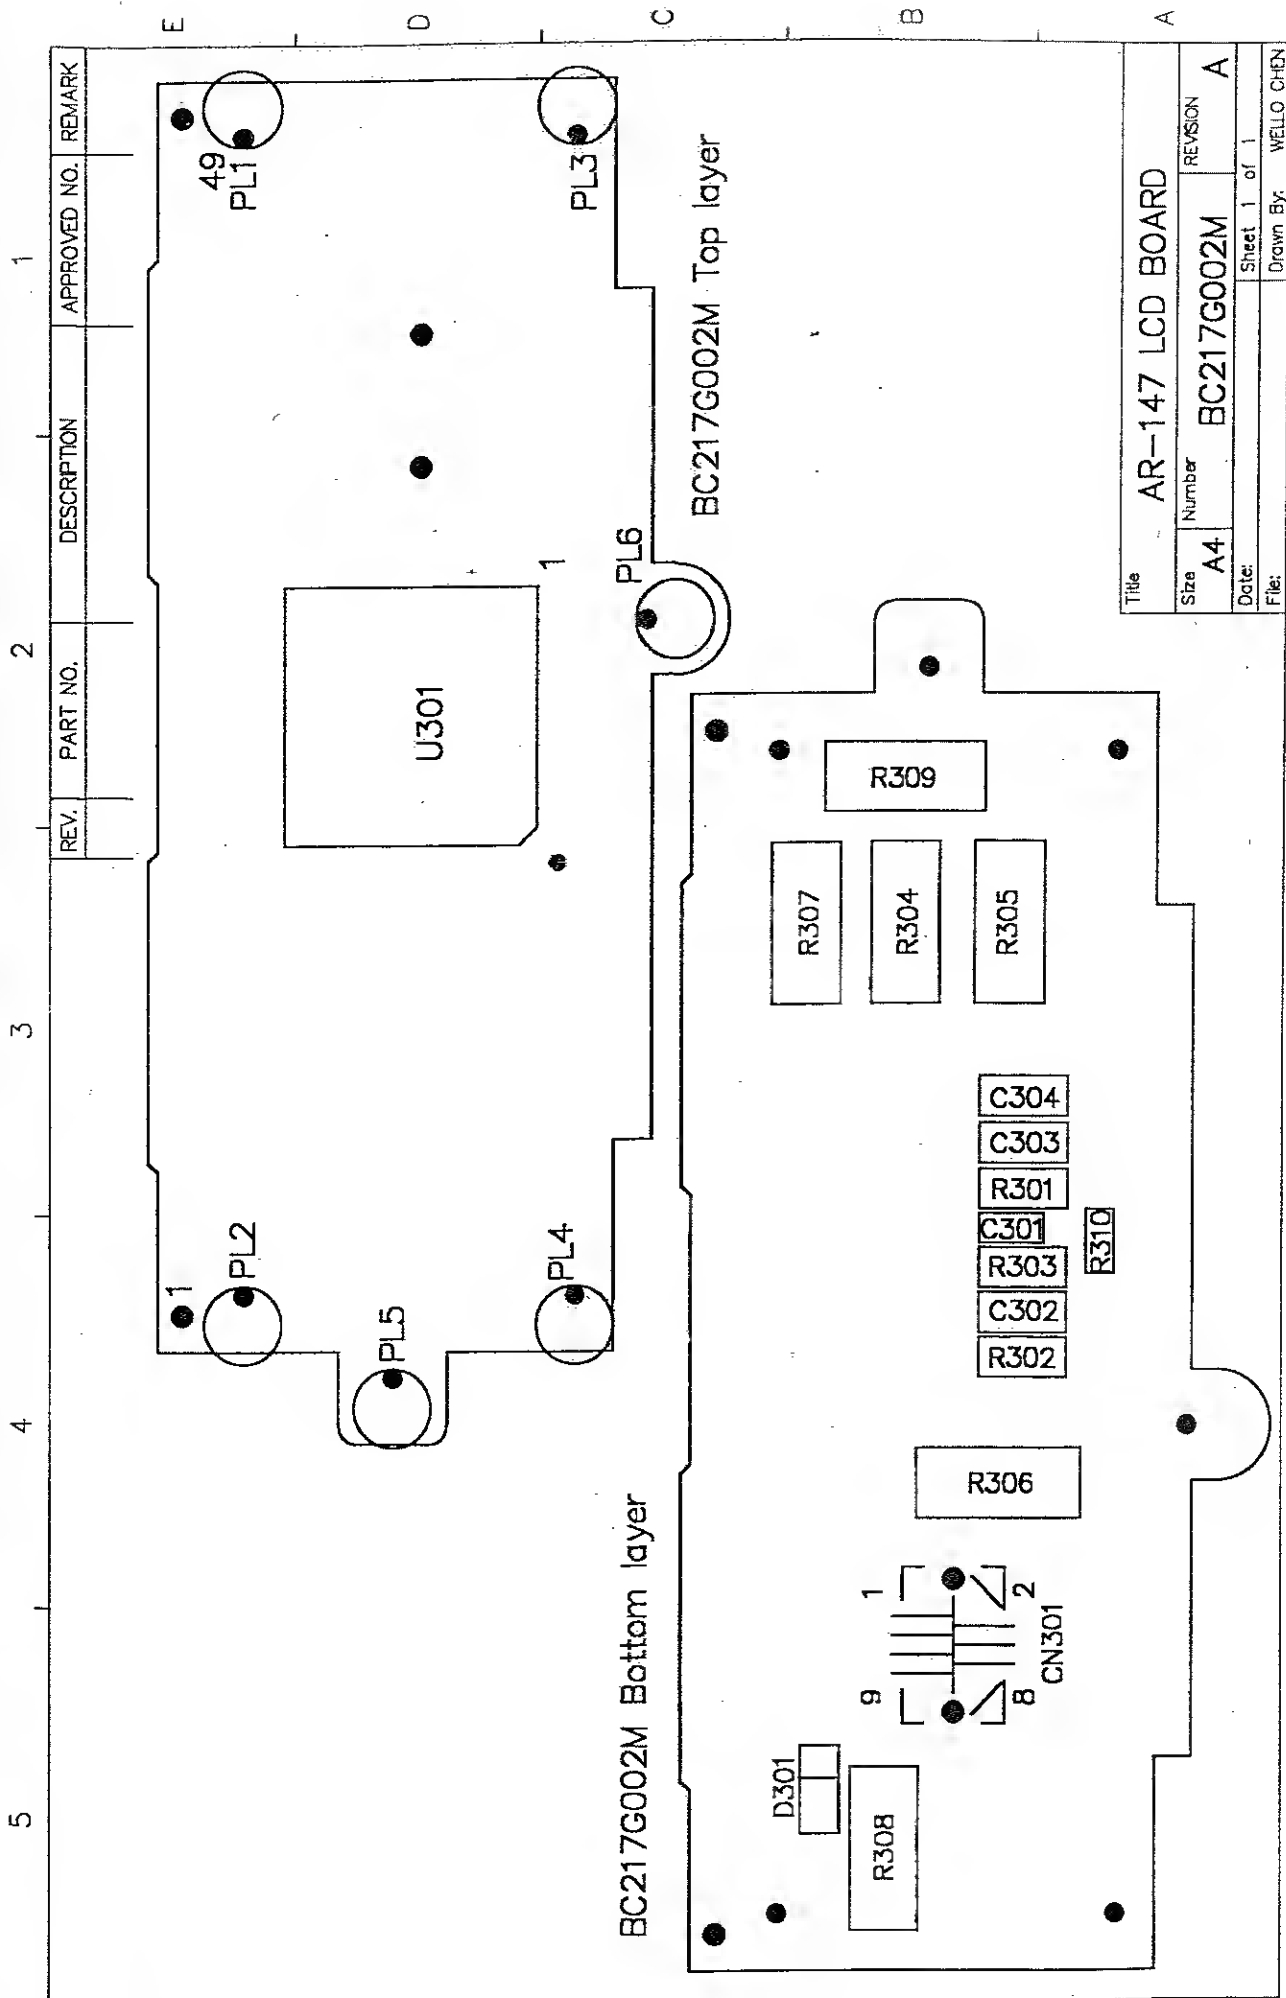 5 4 3 2 1
REV. PART NO. DESCRIPTION APPROVED NO. REMARK
E
D
C
B
A
1
PL2
PL5
PL4
U301
1
PL6
49
PL1
PL3
BC217G002M Top layer
BC217G002M Bottom layer
D301
R308
9
1
8
2
CN301
R306
R302
C302
R303
C301
R301
C303
C304
R310
R307
R304
R305
R309
Title
AR-147 LCD BOARD
Size
A4
Number
BC217G002M
REVISION
A
Date:
Sheet 1 of 1
File:
Drawn By: WELLO CHEN